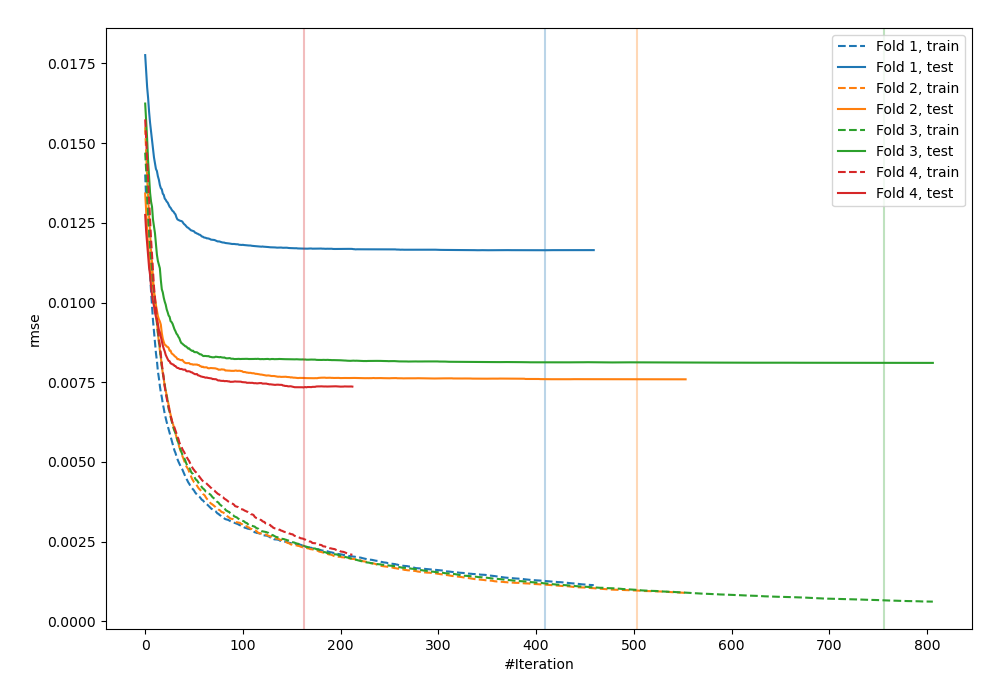 0.0175
0.0150
0.0125
0.0100
0.0075
0.0050
0.0025
0.0000
rmse
0 100 200 300 400 500 600 700 800
#Iteration
Fold 1, train
Fold 1, test
Fold 2, train
Fold 2, test
Fold 3, train
Fold 3, test
Fold 4, train
Fold 4, test